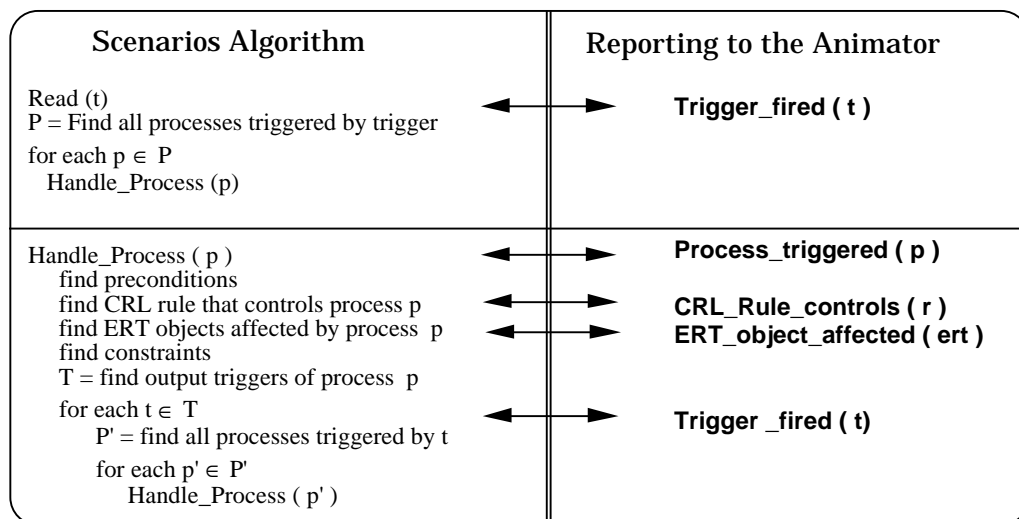 Scenarios Algorithm
Reporting to the Animator
Read (t)
Trigger_fired ( t )
P = Find all processes triggered by trigger
for each p ∈ P
Handle_Process (p)
Handle_Process ( p )
Process_triggered ( p )
find preconditions
find CRL rule that controls process p
CRL_Rule_controls ( r )
find ERT objects affected by process p
ERT_object_affected ( ert )
find constraints
T = find output triggers of process p
for each t ∈ T
Trigger _fired ( t)
P' = find all processes triggered by t
for each p' ∈ P'
Handle_Process ( p' )